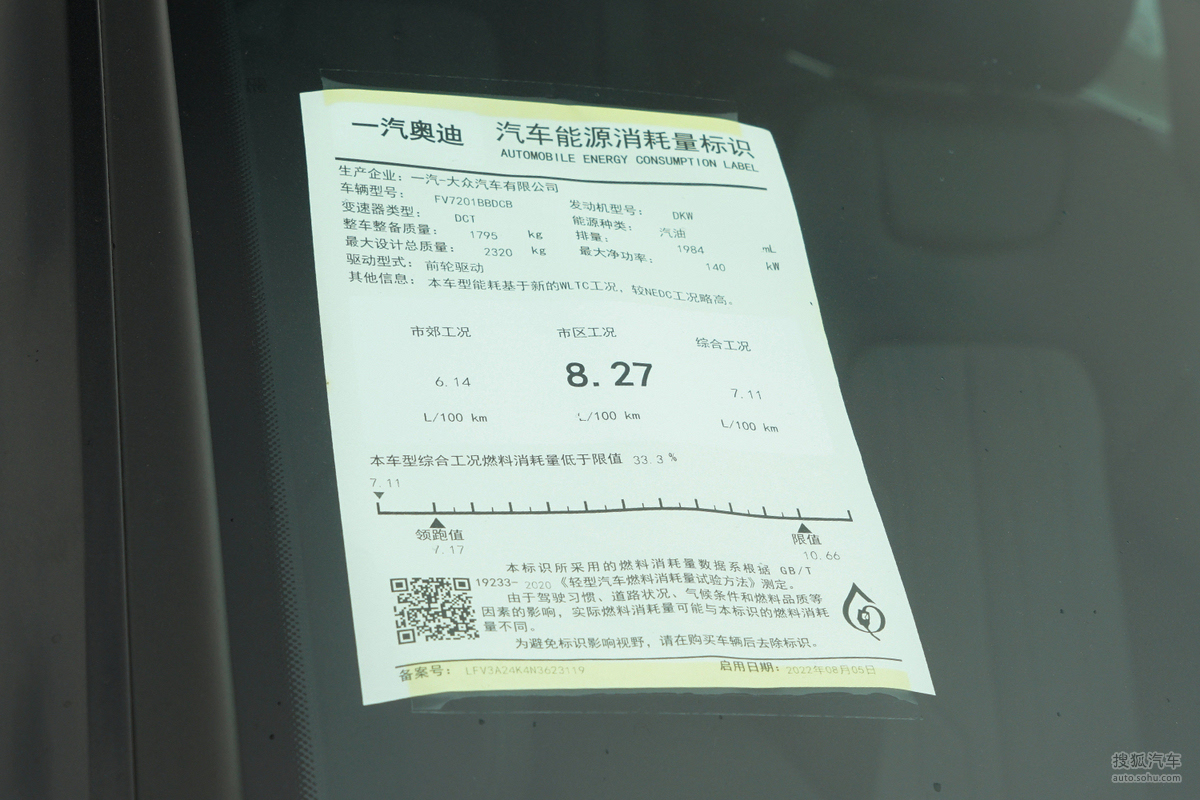 一汽奥迪 汽车能源消耗量标识
AUTOMOBILE ENERGY CONSUMPTION LABEL
生产企业：一汽-大众汽车有限公司
车辆型号： FV7201BBDCB 发动机型号： DKW
变速器类型： DCT 能源种类： 汽油
整车整备质量： 1795 kg 排量： 1984 mL
最大设计总质量： 2320 kg 最大净功率： 140 kW
驱动型式： 前轮驱动
其他信息： 本车型能耗基于新的WLTC工况，较NEDC工况略高。
市郊工况 市区工况 综合工况
6.14 8.27 7.11
L/100 km L/100 km L/100 km
本车型综合工况燃料消耗量低于限值 33.3 %
7.11
领跑值 限值
7.17 10.66
本标识所采用的燃料消耗量数据系根据 GB/T
19233- 2020 《轻型汽车燃料消耗量试验方法》测定。
由于驾驶习惯、道路状况、气候条件和燃料品质等
因素的影响，实际燃料消耗量可能与本标识的燃料消耗
量不同。
为避免标识影响视野，请在购买车辆后去除标识。
备案号： LFV3A24K4N3623119 启用日期：2022年08月05日
搜狐汽车
auto.sohu.com